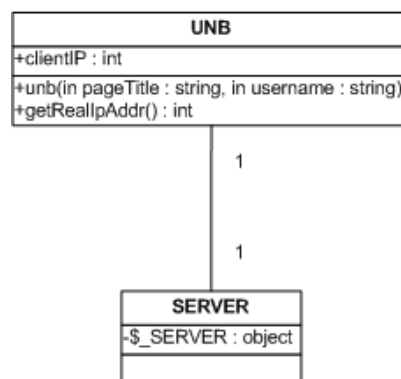 UNB
+clientIP : int
+unb(in pageTitle : string, in username : string)
+getRealIpAddr() : int
1
1
SERVER
-$_SERVER : object